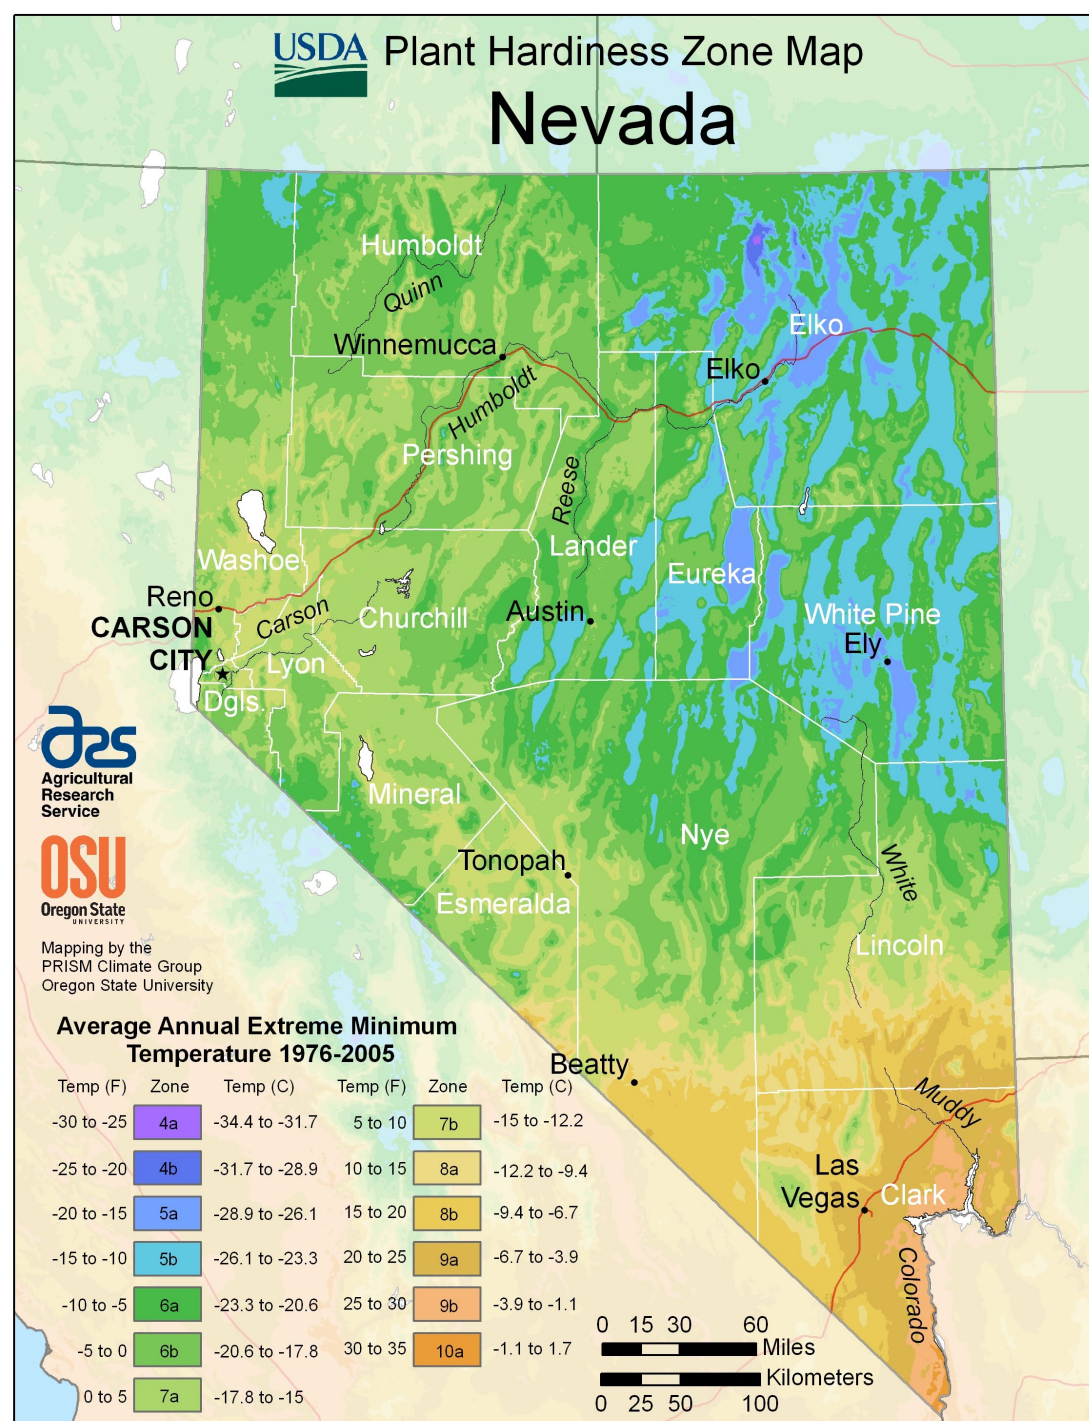 USDA Plant Hardiness Zone Map
Nevada
Humboldt
Quinn
Winnemucca
Elko
Elko
Humboldt
Pershing
Reese
Washoe
Lander
Eureka
Reno
CARSON
CITY
Carson
Churchill
Austin
White Pine
Ely
Lyon
Dgls.
Mineral
Nye
Tonopah
Esmeralda
White
Lincoln
Beatty
Muddy
Las
Vegas
Clark
Colorado
ars
Agricultural
Research
Service
OSU
Oregon State
UNIVERSITY
Mapping by the
PRISM Climate Group
Oregon State University
Average Annual Extreme Minimum
Temperature 1976-2005
Temp (F) Zone Temp (C) Temp (F) Zone Temp (C)
-30 to -25 4a -34.4 to -31.7 5 to 10 7b -15 to -12.2
-25 to -20 4b -31.7 to -28.9 10 to 15 8a -12.2 to -9.4
-20 to -15 5a -28.9 to -26.1 15 to 20 8b -9.4 to -6.7
-15 to -10 5b -26.1 to -23.3 20 to 25 9a -6.7 to -3.9
-10 to -5 6a -23.3 to -20.6 25 to 30 9b -3.9 to -1.1
-5 to 0 6b -20.6 to -17.8 30 to 35 10a -1.1 to 1.7
0 to 5 7a -17.8 to -15
0 15 30 60
Miles
Kilometers
0 25 50 100